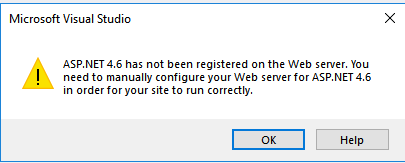 Microsoft Visual Studio
ASP.NET 4.6 has not been registered on the Web server. You
need to manually configure your Web server for ASP.NET 4.6
in order for your site to run correctly.
OK
Help